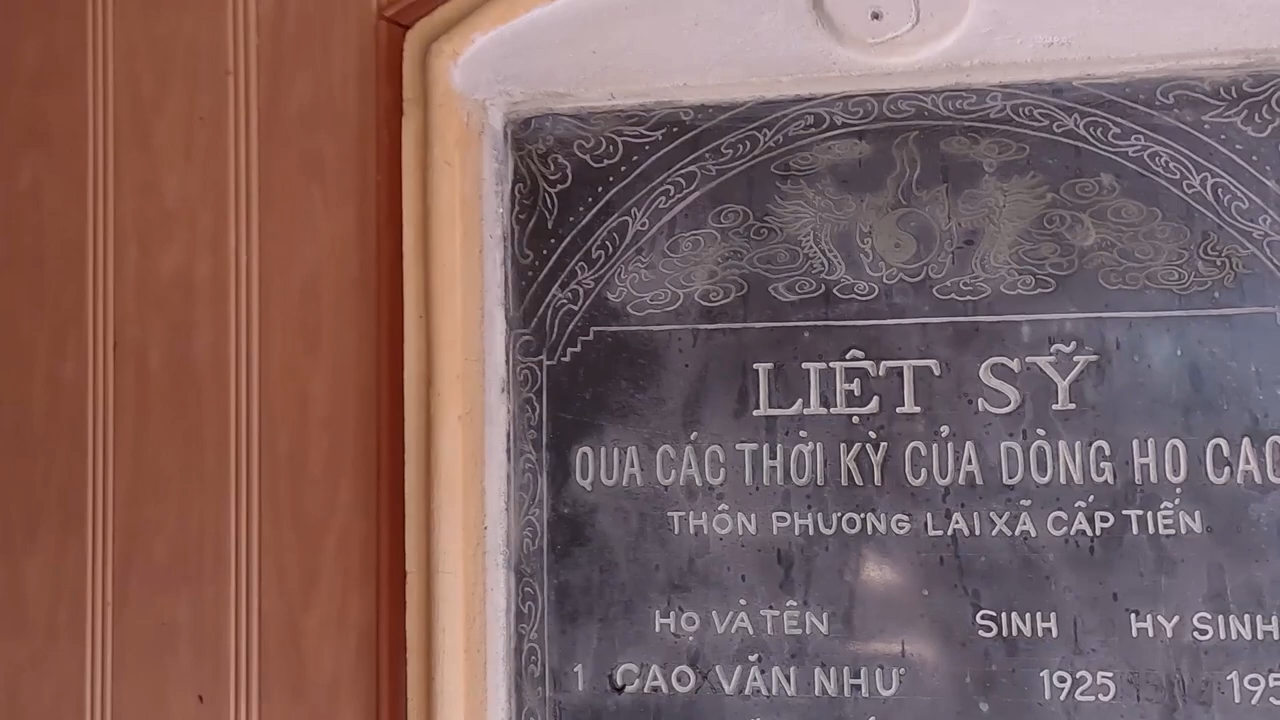 LIỆT SỸ
QUA CÁC THỜI KỲ CỦA DÒNG HỌ CAO
THÔN PHƯƠNG LAI XÃ CẤP TIẾN
HỌ VÀ TÊN SINH HY SINH
1 CAO VĂN NHƯ 1925 195